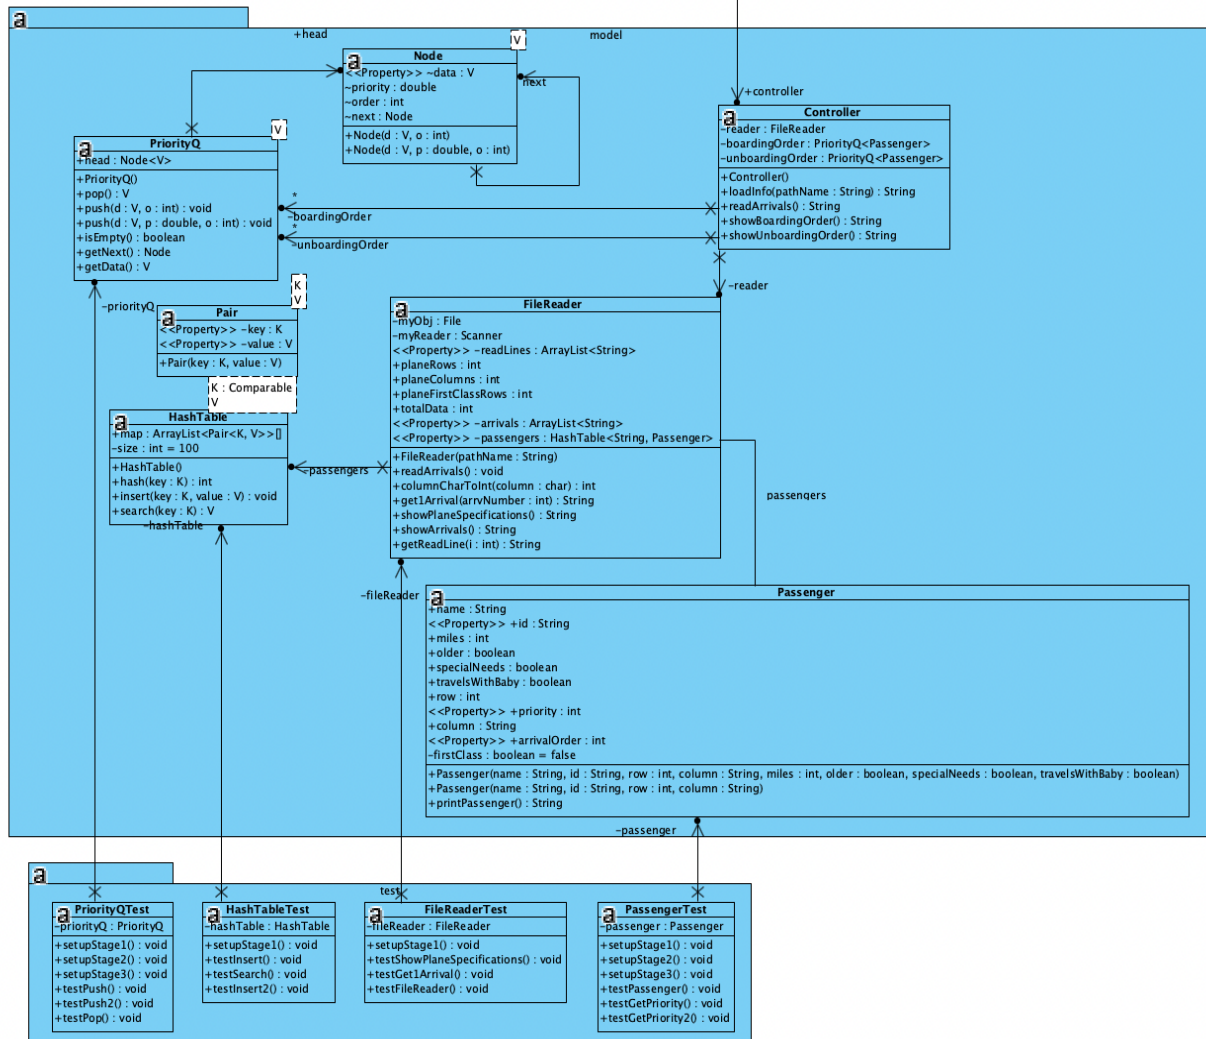 a
+head
model
V
a
Node
<<Property>> ~data : V
~priority : double
~order : int
~next : Node
+Node(d : V, o : int)
+Node(d : V, p : double, o : int)
next
+controller
a
Controller
-reader : FileReader
-boardingOrder : PriorityQ<Passenger>
-unboardingOrder : PriorityQ<Passenger>
+Controller()
+loadInfo(pathName : String) : String
+readArrivals() : String
+showBoardingOrder() : String
+showUnboardingOrder() : String
V
a
PriorityQ
+head : Node<V>
+PriorityQ()
+pop() : V
+push(d : V, o : int) : void
+push(d : V, p : double, o : int) : void
+isEmpty() : boolean
+getNext() : Node
+getData() : V
*
-boardingOrder
*
-unboardingOrder
-reader
-priorityQ
K
V
a
Pair
<<Property>> -key : K
<<Property>> -value : V
+Pair(key : K, value : V)
K : Comparable
V
a
HashTable
+map : ArrayList<Pair<K, V>>[]
-size : int = 100
+HashTable()
+hash(key : K) : int
+insert(key : K, value : V) : void
+search(key : K) : V
-hashTable
-passengers
a
FileReader
-myObj : File
-myReader : Scanner
<<Property>> -readLines : ArrayList<String>
+planeRows : int
+planeColumns : int
+planeFirstClassRows : int
+totalData : int
<<Property>> -arrivals : ArrayList<String>
<<Property>> -passengers : HashTable<String, Passenger>
+FileReader(pathName : String)
+readArrivals() : void
+columnCharToInt(column : char) : int
+get1Arrival(arrvNumber : int) : String
+showPlaneSpecifications() : String
+showArrivals() : String
+getReadLine(i : int) : String
passengers
-fileReader
a
Passenger
+name : String
<<Property>> +id : String
+miles : int
+older : boolean
+specialNeeds : boolean
+travelsWithBaby : boolean
+row : int
<<Property>> +priority : int
+column : String
<<Property>> +arrivalOrder : int
-firstClass : boolean = false
+Passenger(name : String, id : String, row : int, column : String, miles : int, older : boolean, specialNeeds : boolean, travelsWithBaby : boolean)
+Passenger(name : String, id : String, row : int, column : String)
+printPassenger() : String
-passenger
a
test
a
PriorityQTest
-priorityQ : PriorityQ
+setupStage1() : void
+setupStage2() : void
+setupStage3() : void
+testPush() : void
+testPush2() : void
+testPop() : void
a
HashTableTest
-hashTable : HashTable
+setupStage1() : void
+testInsert() : void
+testSearch() : void
+testInsert2() : void
a
FileReaderTest
-fileReader : FileReader
+setupStage1() : void
+testShowPlaneSpecifications() : void
+testGet1Arrival() : void
+testFileReader() : void
a
PassengerTest
-passenger : Passenger
+setupStage1() : void
+setupStage2() : void
+setupStage3() : void
+testPassenger() : void
+testGetPriority() : void
+testGetPriority2() : void